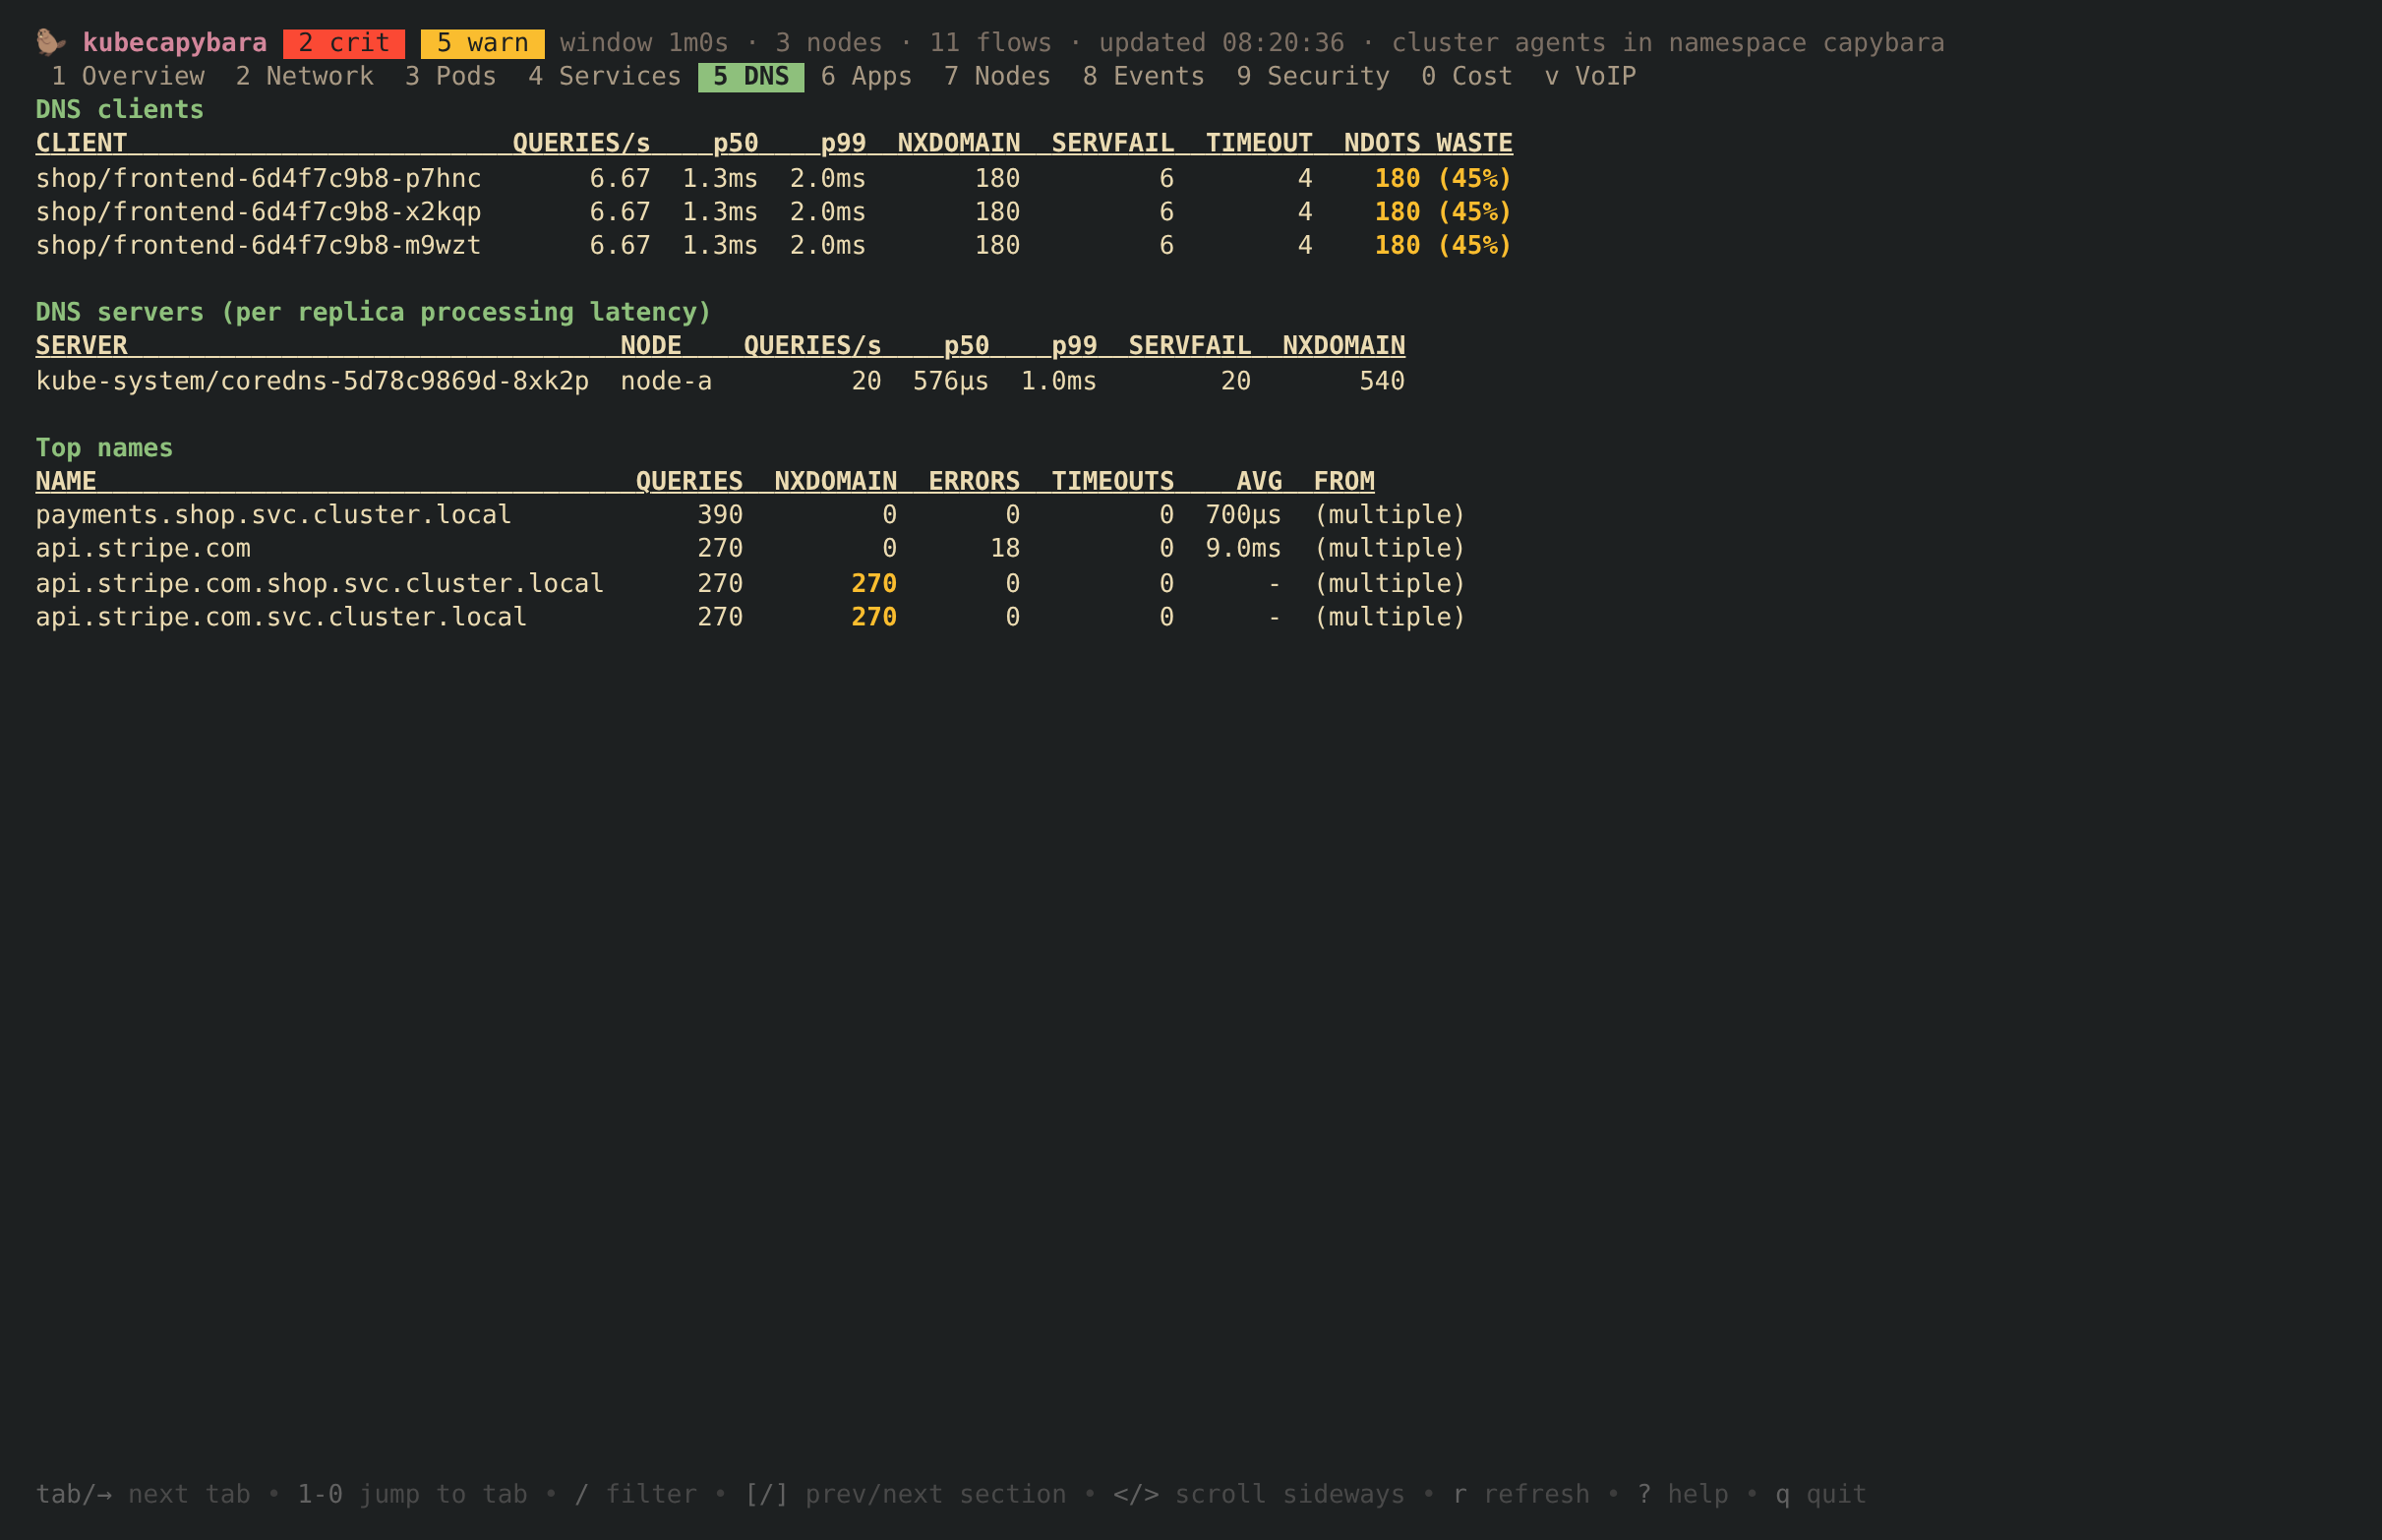 kubecapybara 2 crit 5 warn window 1m0s · 3 nodes · 11 flows · updated 08:20:36 · cluster agents in namespace capybara
1 Overview 2 Network 3 Pods 4 Services 5 DNS 6 Apps 7 Nodes 8 Events 9 Security 0 Cost v VoIP
DNS clients
CLIENT QUERIES/s p50 p99 NXDOMAIN SERVFAIL TIMEOUT NDOTS WASTE
shop/frontend-6d4f7c9b8-p7hnc 6.67 1.3ms 2.0ms 180 6 4 180 (45%)
shop/frontend-6d4f7c9b8-x2kqp 6.67 1.3ms 2.0ms 180 6 4 180 (45%)
shop/frontend-6d4f7c9b8-m9wzt 6.67 1.3ms 2.0ms 180 6 4 180 (45%)
DNS servers (per replica processing latency)
SERVER NODE QUERIES/s p50 p99 SERVFAIL NXDOMAIN
kube-system/coredns-5d78c9869d-8xk2p node-a 20 576µs 1.0ms 20 540
Top names
NAME QUERIES NXDOMAIN ERRORS TIMEOUTS AVG FROM
payments.shop.svc.cluster.local 390 0 0 0 700µs (multiple)
api.stripe.com 270 0 18 0 9.0ms (multiple)
api.stripe.com.shop.svc.cluster.local 270 270 0 0 - (multiple)
api.stripe.com.svc.cluster.local 270 270 0 0 - (multiple)
tab/→ next tab • 1-0 jump to tab • / filter • [/] prev/next section • </> scroll sideways • r refresh • ? help • q quit